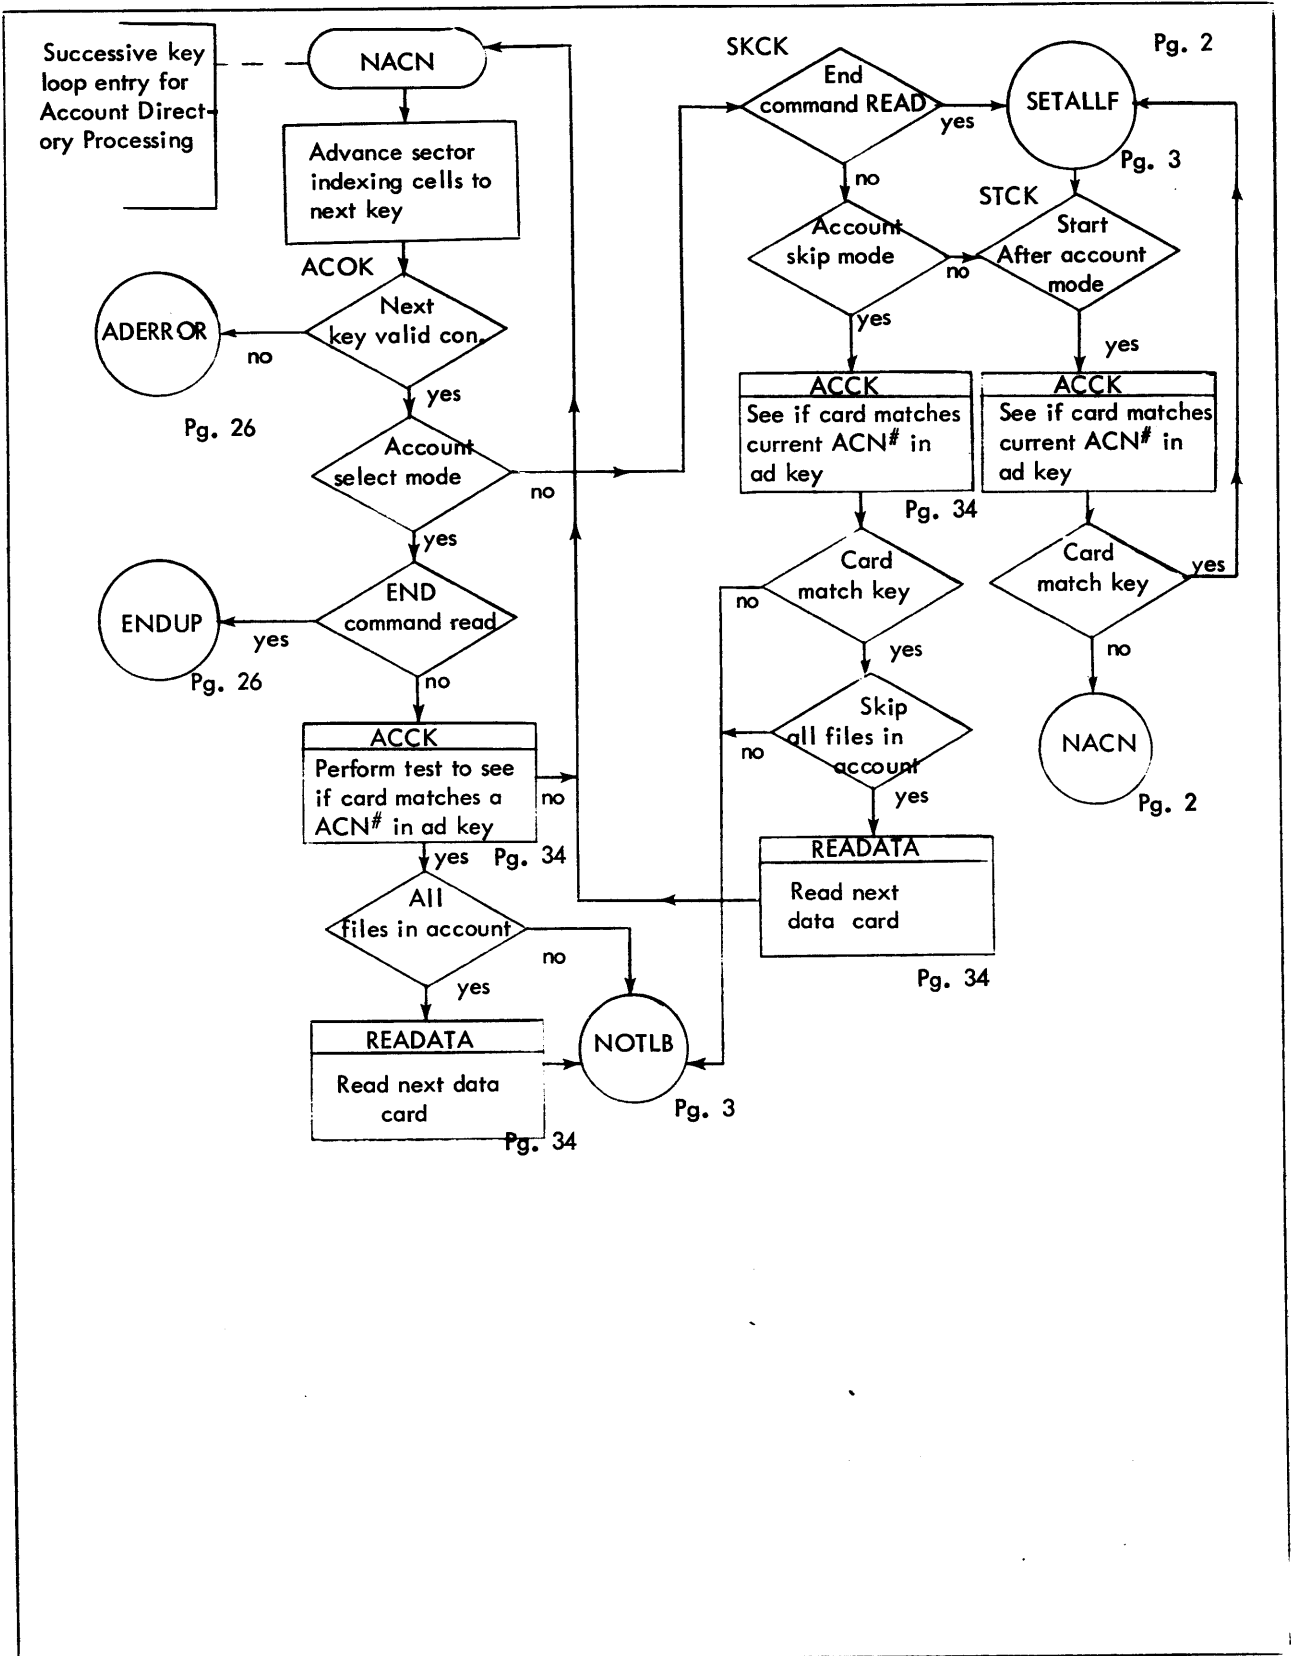 Pg. 2
Successive key
loop entry for
Account Direct-
ory Processing
NACN
Advance sector
indexing cells to
next key
ACOK
Next
key valid con.
no
ADERROR
Pg. 26
yes
Account
select mode
no
yes
END
command read
yes
ENDUP
Pg. 26
no
ACCK
Perform test to see
if card matches a
ACN# in ad key
no
yes
Pg. 34
All
files in account
no
yes
READATA
Read next data
card
Pg. 34
NOTLB
Pg. 3
SKCK
End
command READ
yes
SETALLF
Pg. 3
no
Account
skip mode
no
STCK
Start
After account
mode
yes
yes
ACCK
See if card matches
current ACN# in
ad key
Pg. 34
ACCK
See if card matches
current ACN# in
ad key
Card
match key
no
yes
Card
match key
yes
no
NACN
Pg. 2
Skip
all files in
account
no
yes
READATA
Read next
data card
Pg. 34